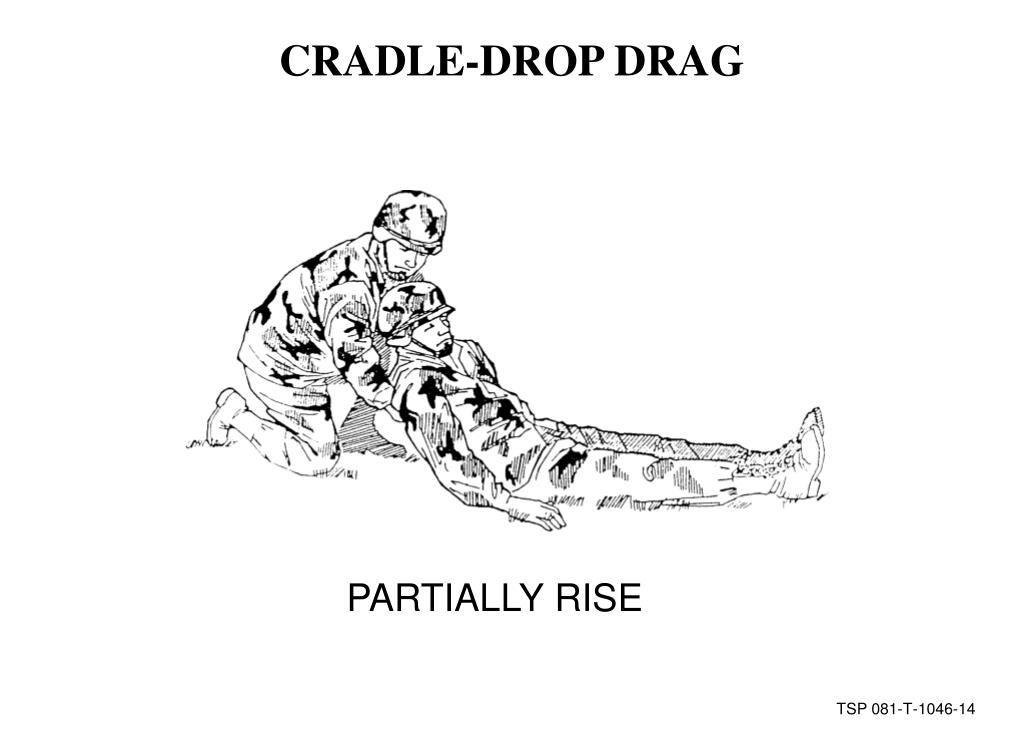 CRADLE-DROP DRAG
PARTIALLY RISE
TSP 081-T-1046-14